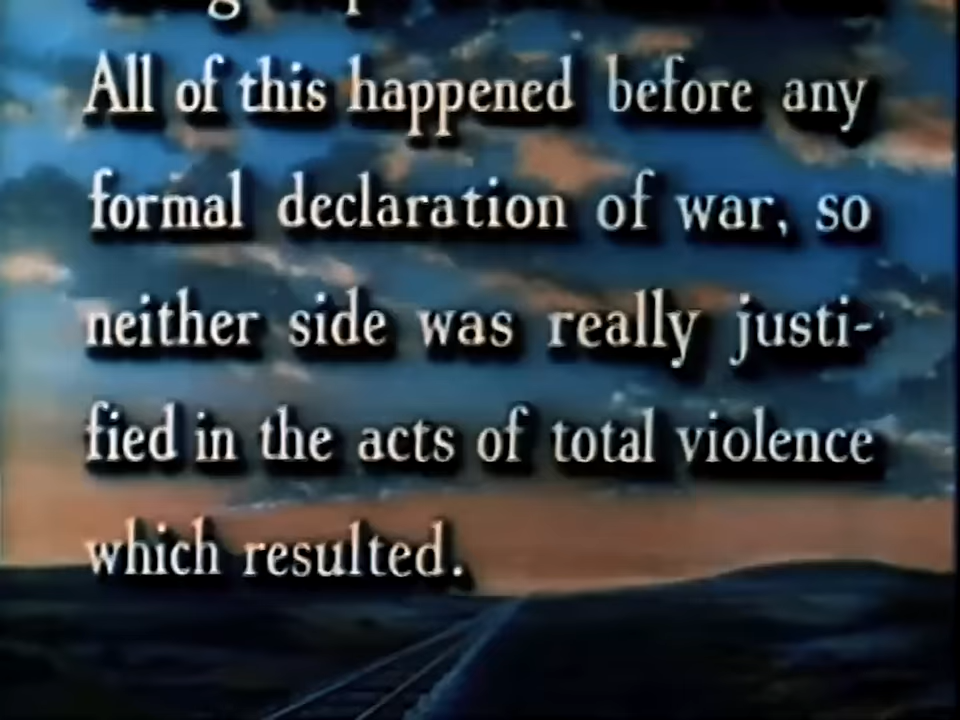 All of this happened before any
formal declaration of war, so
neither side was really justi-
fied in the acts of total violence
which resulted.